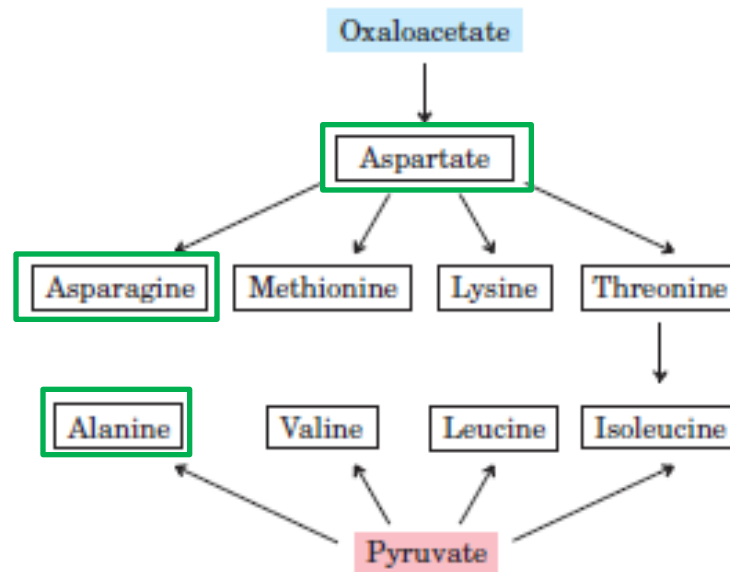 Oxaloacetate
Aspartate
Asparagine Methionine Lysine Threonine
Alanine Valine Leucine Isoleucine
Pyruvate